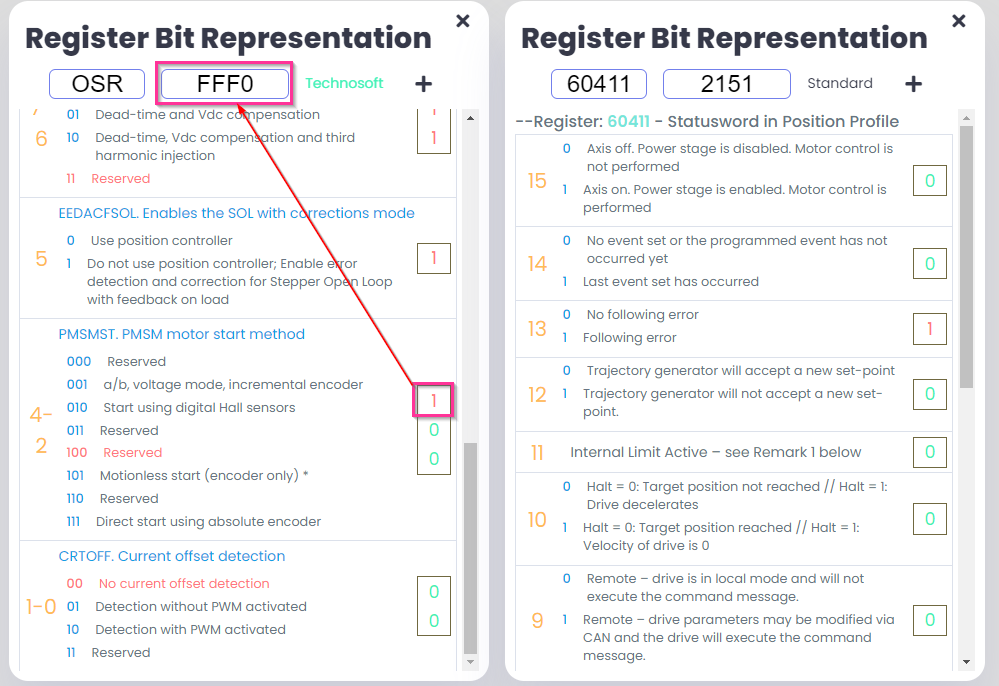 Register Bit Representation
×
OSR
FFF0
Technosoft
+
01 Dead-time and Vdc compensation
1
6
10 Dead-time, Vdc compensation and third
harmonic injection
1
11 Reserved
EEDACFSOL. Enables the SOL with corrections mode
5
0 Use position controller
1 Do not use position controller; Enable error
detection and correction for Stepper Open Loop
with feedback on load
1
PMSMST. PMSM motor start method
4-
2
000 Reserved
001 a/b, voltage mode, incremental encoder
010 Start using digital Hall sensors
011 Reserved
100 Reserved
101 Motionless start (encoder only) *
110 Reserved
111 Direct start using absolute encoder
1
0
0
CRTOFF. Current offset detection
1-0
00 No current offset detection
01 Detection without PWM activated
10 Detection with PWM activated
11 Reserved
0
0
Register Bit Representation
×
60411
2151
Standard
+
--Register: 60411 - Statusword in Position Profile
15
0 Axis off. Power stage is disabled. Motor control is
not performed
1 Axis on. Power stage is enabled. Motor control is
performed
0
14
0 No event set or the programmed event has not
occurred yet
1 Last event set has occurred
0
13
0 No following error
1 Following error
1
12
0 Trajectory generator will accept a new set-point
1 Trajectory generator will not accept a new set-
point.
0
11
Internal Limit Active – see Remark 1 below
0
10
0 Halt = 0: Target position not reached // Halt = 1:
Drive decelerates
1 Halt = 0: Target position reached // Halt = 1:
Velocity of drive is 0
0
9
0 Remote – drive is in local mode and will not
execute the command message.
1 Remote – drive parameters may be modified via
CAN and the drive will execute the command
message.
0